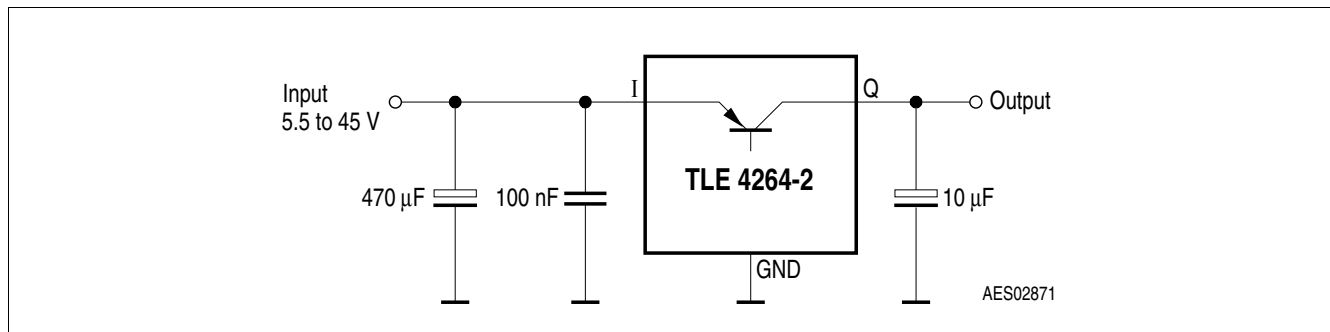 Input
5.5 to 45 V
I
Q
Output
470 μF
100 nF
TLE 4264-2
10 μF
GND
AES02871